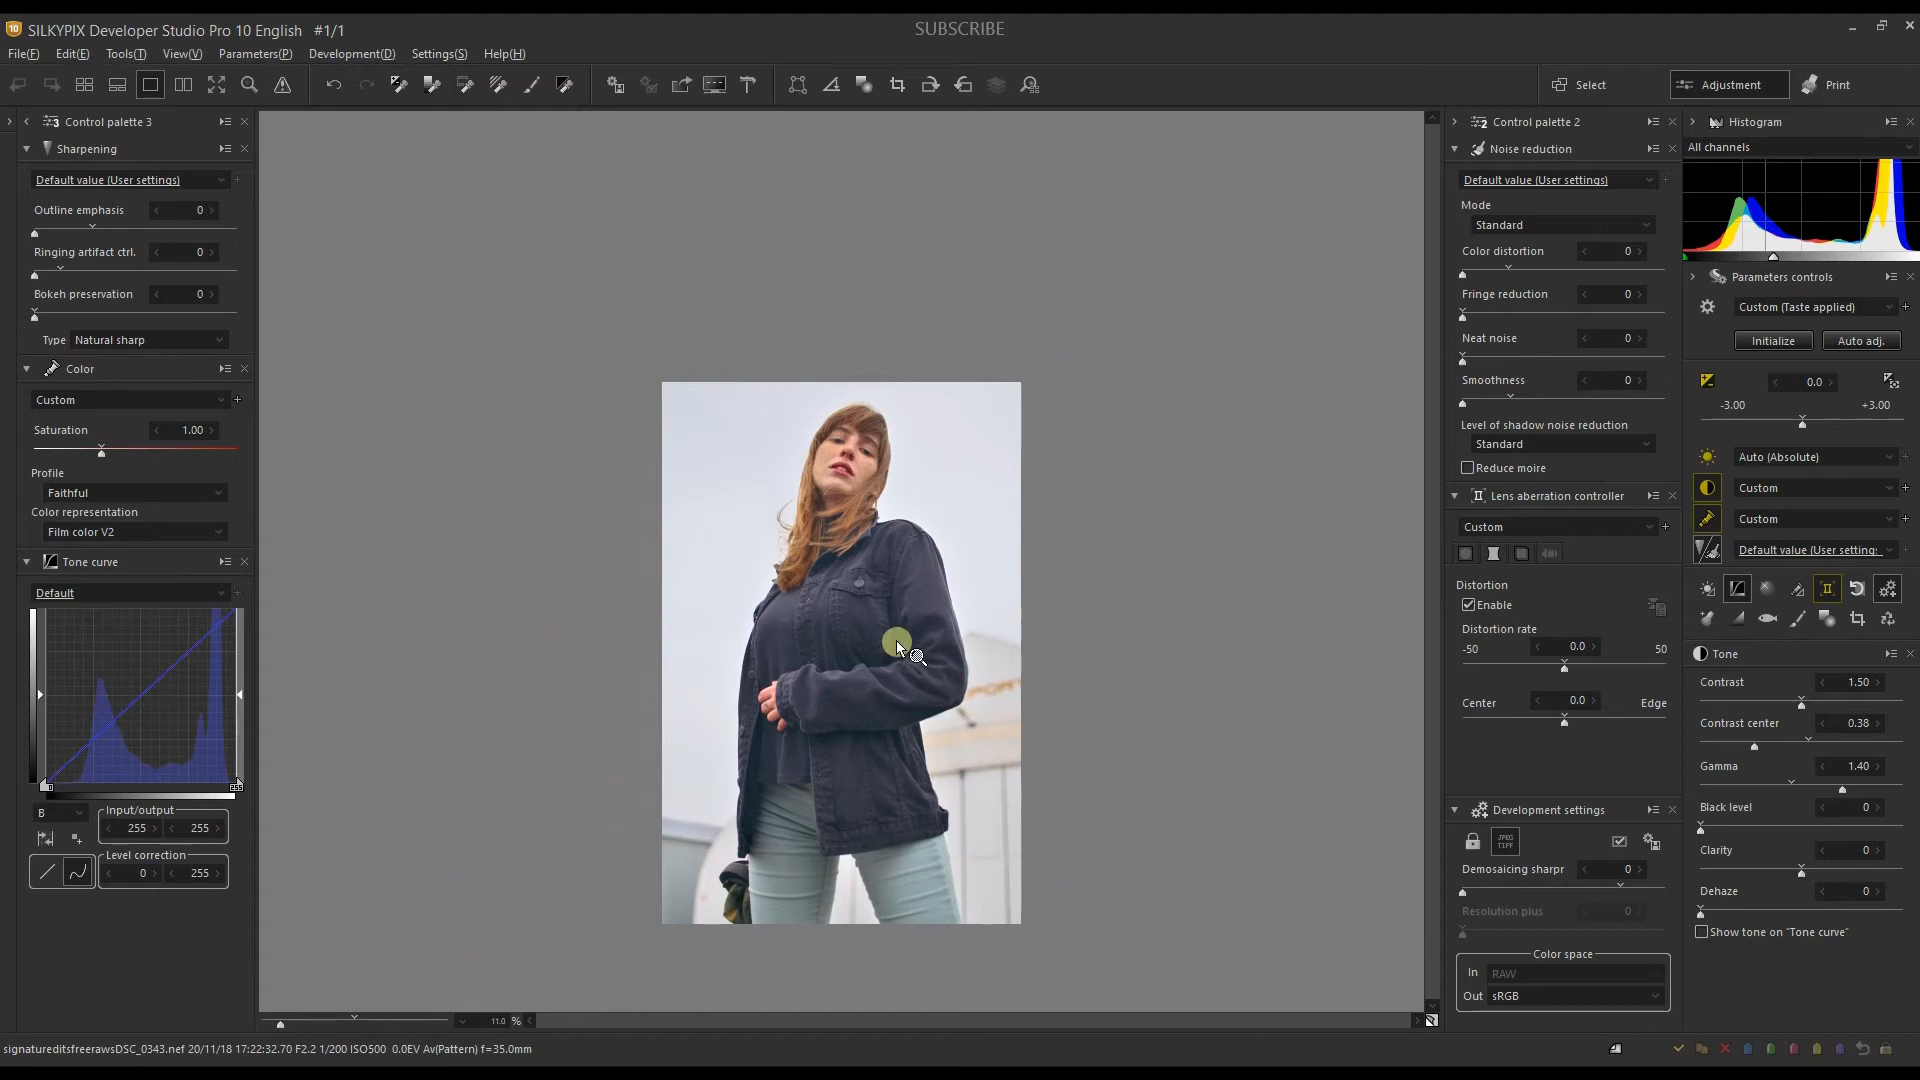 SILKYPIX Developer Studio Pro 10 English #1/1
SUBSCRIBE
File(F) Edit(E) Tools(T) View(V) Parameters(P) Development(D) Settings(S) Help(H)
Select Adjustment Print
Control palette 3
Sharpening
Default value (User settings)
Outline emphasis 0
Ringing artifact ctrl. 0
Bokeh preservation 0
Type Natural sharp
Color
Custom
Saturation 1.00
Profile
Faithful
Color representation
Film color V2
Tone curve
Default
0 255
B
Input/output
255 255
Level correction
0 255
11.0 %
Control palette 2
Noise reduction
Default value (User settings)
Mode
Standard
Color distortion 0
Fringe reduction 0
Neat noise 0
Smoothness 0
Level of shadow noise reduction
Standard
Reduce moire
Lens aberration controller
Custom
Distortion
Enable
Distortion rate
-50 0.0 50
Center 0.0 Edge
Development settings
JPEG
TIFF
Demosaicing sharpr 0
Resolution plus 0
Color space
In RAW
Out sRGB
Histogram
All channels
Parameters controls
Custom (Taste applied)
Initialize Auto adj.
0.0
-3.00 +3.00
Auto (Absolute)
Custom
Custom
Default value (User setting:
Tone
Contrast 1.50
Contrast center 0.38
Gamma 1.40
Black level 0
Clarity 0
Dehaze 0
Show tone on "Tone curve"
signatureditsfreerawsDSC_0343.nef 20/11/18 17:22:32.70 F2.2 1/200 ISO500 0.0EV Av(Pattern) f=35.0mm